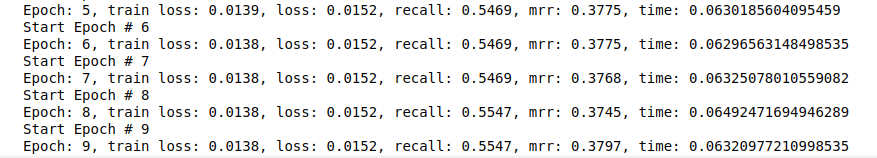 Epoch: 5, train loss: 0.0139, loss: 0.0152, recall: 0.5469, mrr: 0.3775, time: 0.0630185604095459
Start Epoch # 6
Epoch: 6, train loss: 0.0138, loss: 0.0152, recall: 0.5469, mrr: 0.3775, time: 0.06296563148498535
Start Epoch # 7
Epoch: 7, train loss: 0.0138, loss: 0.0152, recall: 0.5469, mrr: 0.3768, time: 0.06325078010559082
Start Epoch # 8
Epoch: 8, train loss: 0.0138, loss: 0.0152, recall: 0.5547, mrr: 0.3745, time: 0.06492471694946289
Start Epoch # 9
Epoch: 9, train loss: 0.0138, loss: 0.0152, recall: 0.5547, mrr: 0.3797, time: 0.06320977210998535